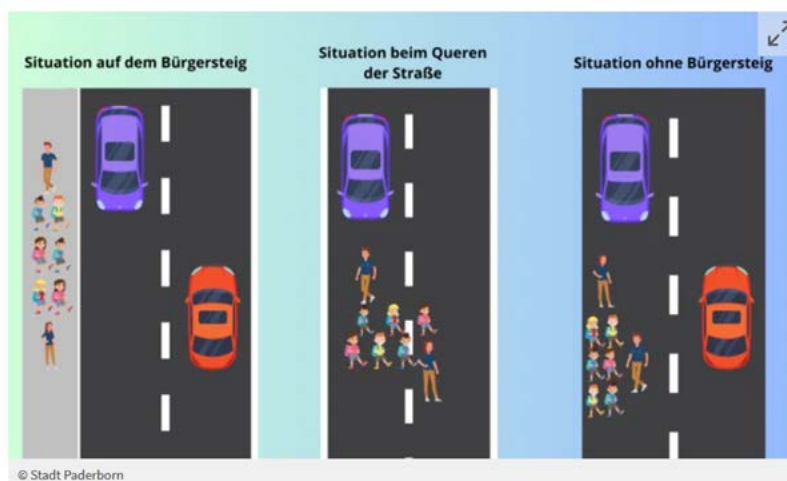 Situation auf dem Bürgersteig
Situation beim Queren
der Straße
Situation ohne Bürgersteig
© Stadt Paderborn